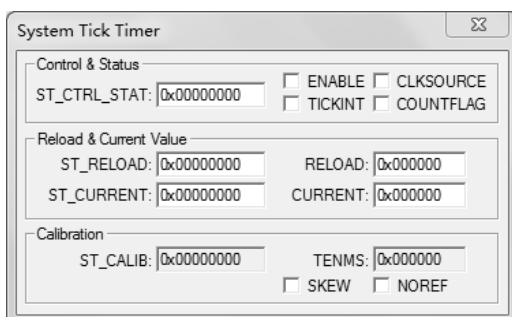 System Tick Timer
Control & Status
ST_CTRL_STAT: 0x00000000 ENABLE CLKSOURCE
TICKINT COUNTFLAG
Reload & Current Value
ST_RELOAD: 0x00000000 RELOAD: 0x000000
ST_CURRENT: 0x00000000 CURRENT: 0x000000
Calibration
ST_CALIB: 0x00000000 TENMS: 0x000000
SKEW NOREF